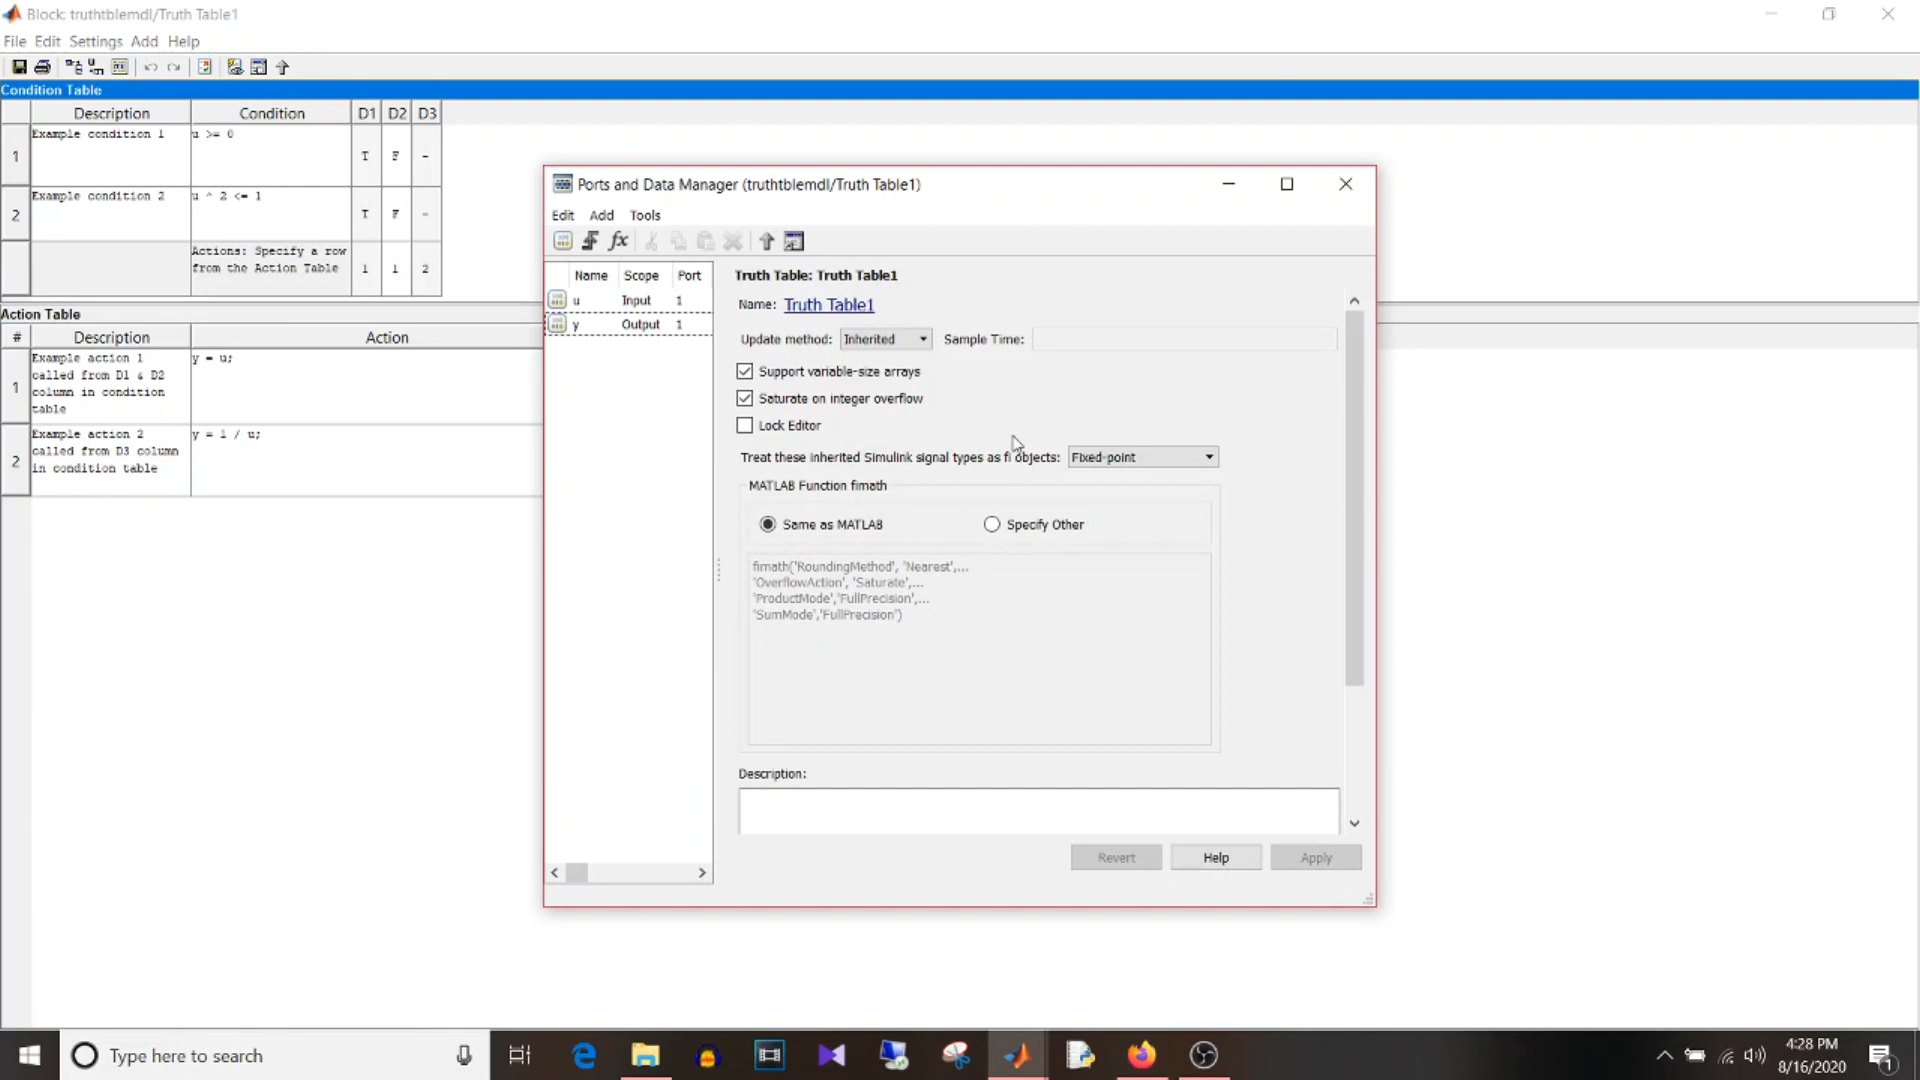 Block: truthtblemdl/Truth Table1
File Edit Settings Add Help
Condition Table
Description Condition D1 D2 D3
1 Example condition 1 u >= 0 T F -
2 Example condition 2 u ^ 2 <= 1 T F -
Actions: Specify a row
from the Action Table 1 1 2
Action Table
# Description Action
1 Example action 1 y = u;
called from D1 & D2
column in condition
table
2 Example action 2 y = 1 / u;
called from D3 column
in condition table
Ports and Data Manager (truthtblemdl/Truth Table1)
Edit Add Tools
fx
Name Scope Port
u Input 1
y Output 1
Truth Table: Truth Table1
Name: Truth Table1
Update method: Inherited Sample Time:
Support variable-size arrays
Saturate on integer overflow
Lock Editor
Treat these inherited Simulink signal types as fi objects: Fixed-point
MATLAB Function fimath
Same as MATLAB Specify Other
fimath('RoundingMethod', 'Nearest',...
'OverflowAction', 'Saturate',...
'ProductMode','FullPrecision',...
'SumMode','FullPrecision')
Description:
Revert Help Apply
Type here to search
4:28 PM
8/16/2020
1